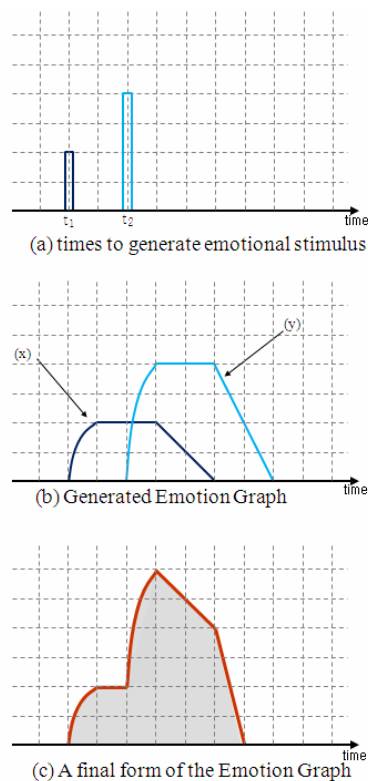 t1 t2 time
(a) times to generate emotional stimulus
(y)
(x)
time
(b) Generated Emotion Graph
time
(c) A final form of the Emotion Graph